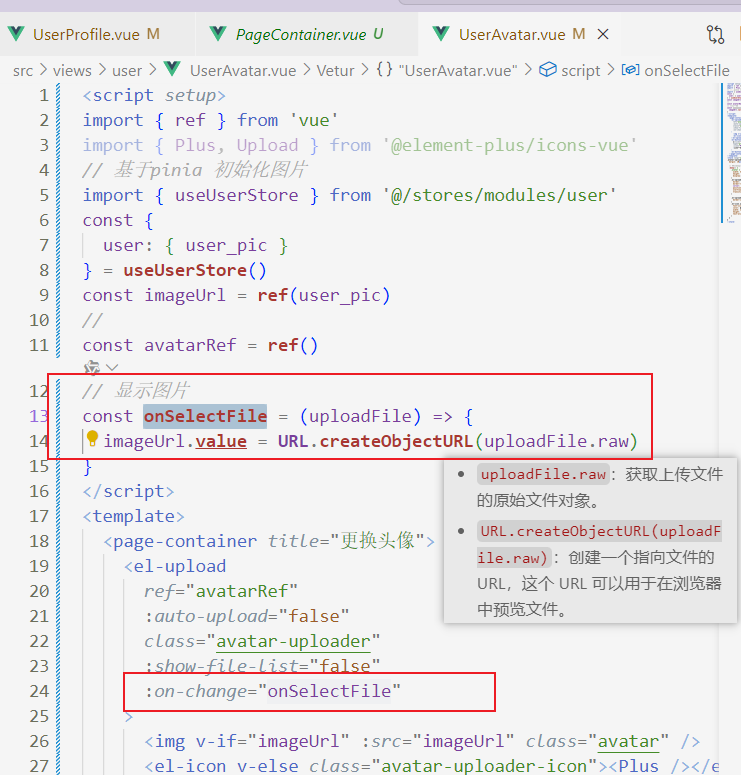 UserProfile.vue M PageContainer.vue U UserAvatar.vue M
src > views > user > UserAvatar.vue > Vetur > {} "UserAvatar.vue" > script > onSelectFile
1 <script setup>
2 import { ref } from 'vue'
3 import { Plus, Upload } from '@element-plus/icons-vue'
4 // 基于pinia 初始化图片
5 import { useUserStore } from '@/stores/modules/user'
6 const {
7 user: { user_pic }
8 } = useUserStore()
9 const imageUrl = ref(user_pic)
10 //
11 const avatarRef = ref()
12 // 显示图片
13 const onSelectFile = (uploadFile) => {
14 imageUrl.value = URL.createObjectURL(uploadFile.raw)
15 }
16 </script>
17 <template>
18 <page-container title="更换头像">
19 <el-upload
20 ref="avatarRef"
21 :auto-upload="false"
22 class="avatar-uploader"
23 :show-file-list="false"
24 :on-change="onSelectFile"
25 >
26 <img v-if="imageUrl" :src="imageUrl" class="avatar" />
27 <el-icon v-else class="avatar-uploader-icon"><Plus /></e
• uploadFile.raw：获取上传文件
的原始文件对象。
• URL.createObjectURL(uploadF
ile.raw)：创建一个指向文件的
URL，这个 URL 可以用于在浏览器
中预览文件。